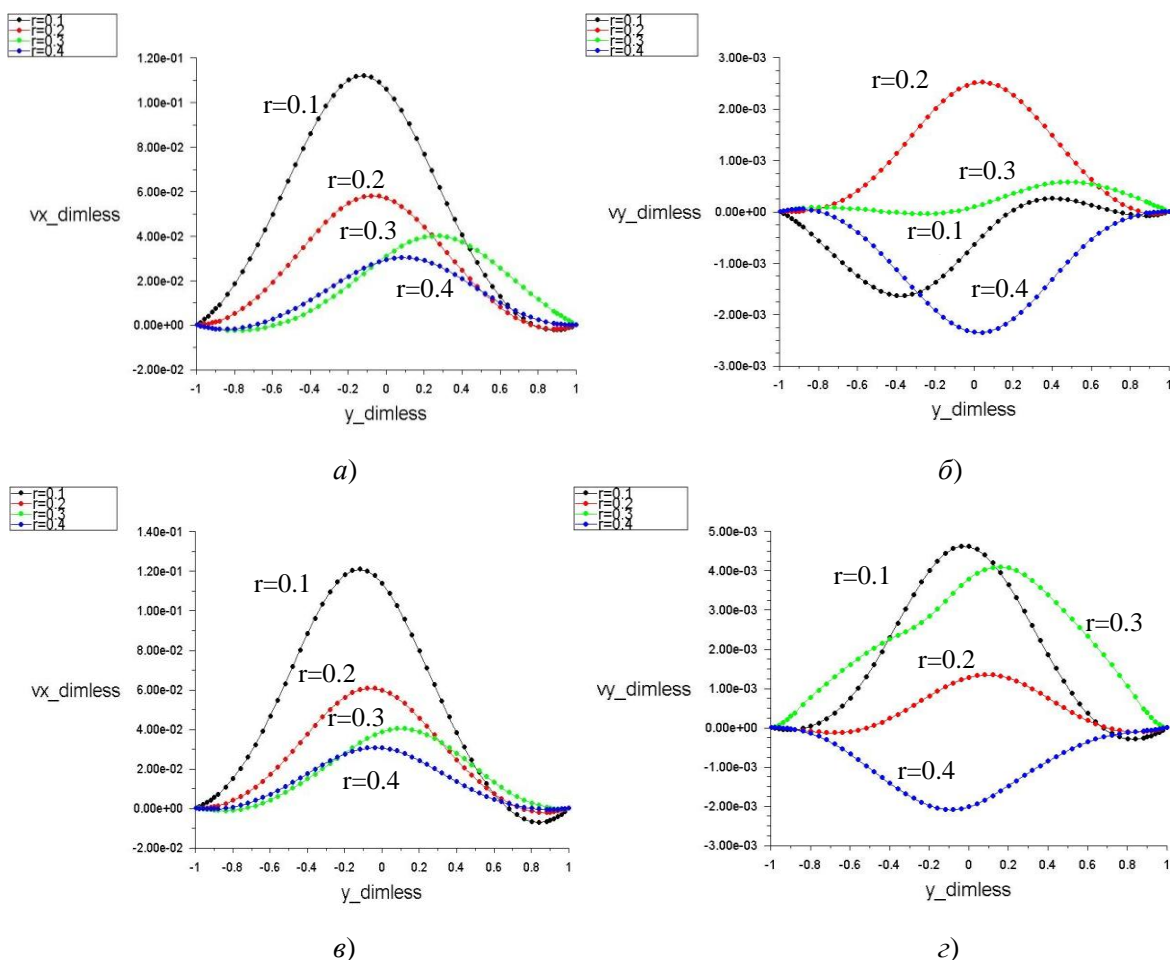 r=0.1
r=0.2
r=0.3
r=0.4
1.20e-01
1.00e-01
8.00e-02
6.00e-02
4.00e-02
2.00e-02
0.00e+00
-2.00e-02
vx_dimless
r=0.1
r=0.2
r=0.3
r=0.4
-1 -0.8 -0.6 -0.4 -0.2 0 0.2 0.4 0.6 0.8 1
y_dimless
а)
r=0.1
r=0.2
r=0.3
r=0.4
3.00e-03
2.00e-03
1.00e-03
0.00e+00
-1.00e-03
-2.00e-03
-3.00e-03
vy_dimless
r=0.2
r=0.3
r=0.1
r=0.4
-1 -0.8 -0.6 -0.4 -0.2 0 0.2 0.4 0.6 0.8 1
y_dimless
б)
r=0.1
r=0.2
r=0.3
r=0.4
1.40e-01
1.20e-01
1.00e-01
8.00e-02
6.00e-02
4.00e-02
2.00e-02
0.00e+00
-2.00e-02
vx_dimless
r=0.1
r=0.2
r=0.3
r=0.4
-1 -0.8 -0.6 -0.4 -0.2 0 0.2 0.4 0.6 0.8 1
y_dimless
в)
r=0.1
r=0.2
r=0.3
r=0.4
5.00e-03
4.00e-03
3.00e-03
2.00e-03
1.00e-03
0.00e+00
-1.00e-03
-2.00e-03
-3.00e-03
vy_dimless
r=0.1
r=0.3
r=0.2
r=0.4
-1 -0.8 -0.6 -0.4 -0.2 0 0.2 0.4 0.6 0.8 1
y_dimless
г)